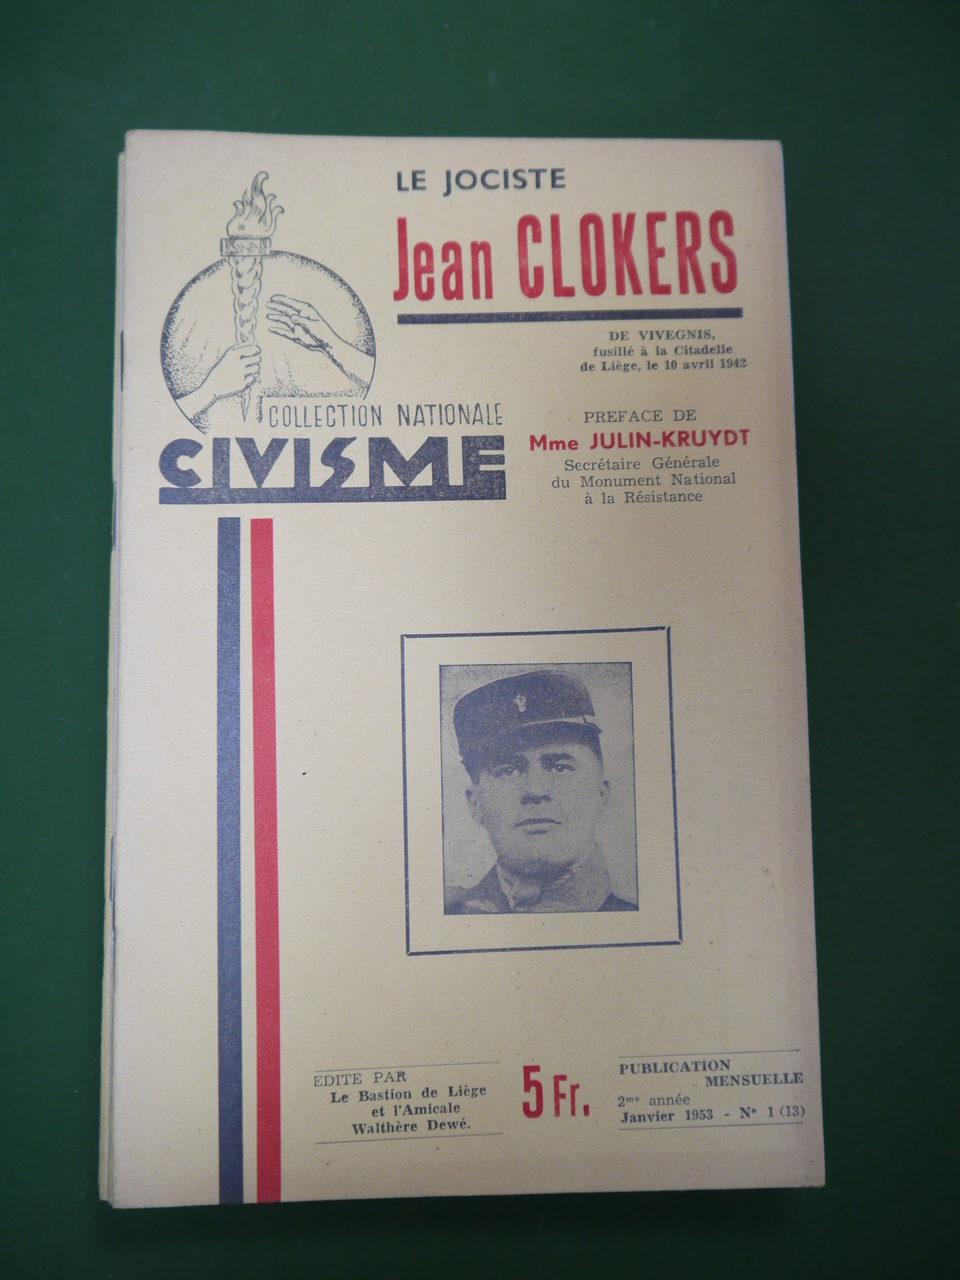 LE JOCISTE
Jean CLOKERS
DE VIVEGNIS,
fusillé à la Citadelle
de Liège, le 10 avril 1942
COLLECTION NATIONALE
CIVISME
PREFACE DE
Mme JULIN-KRUYDT
Secrétaire Générale
du Monument National
à la Résistance
EDITE PAR
Le Bastion de Liège
et l'Amicale
Walthère Dewé.
5 Fr.
PUBLICATION
MENSUELLE
2me année
Janvier 1953 - No 1 (13)